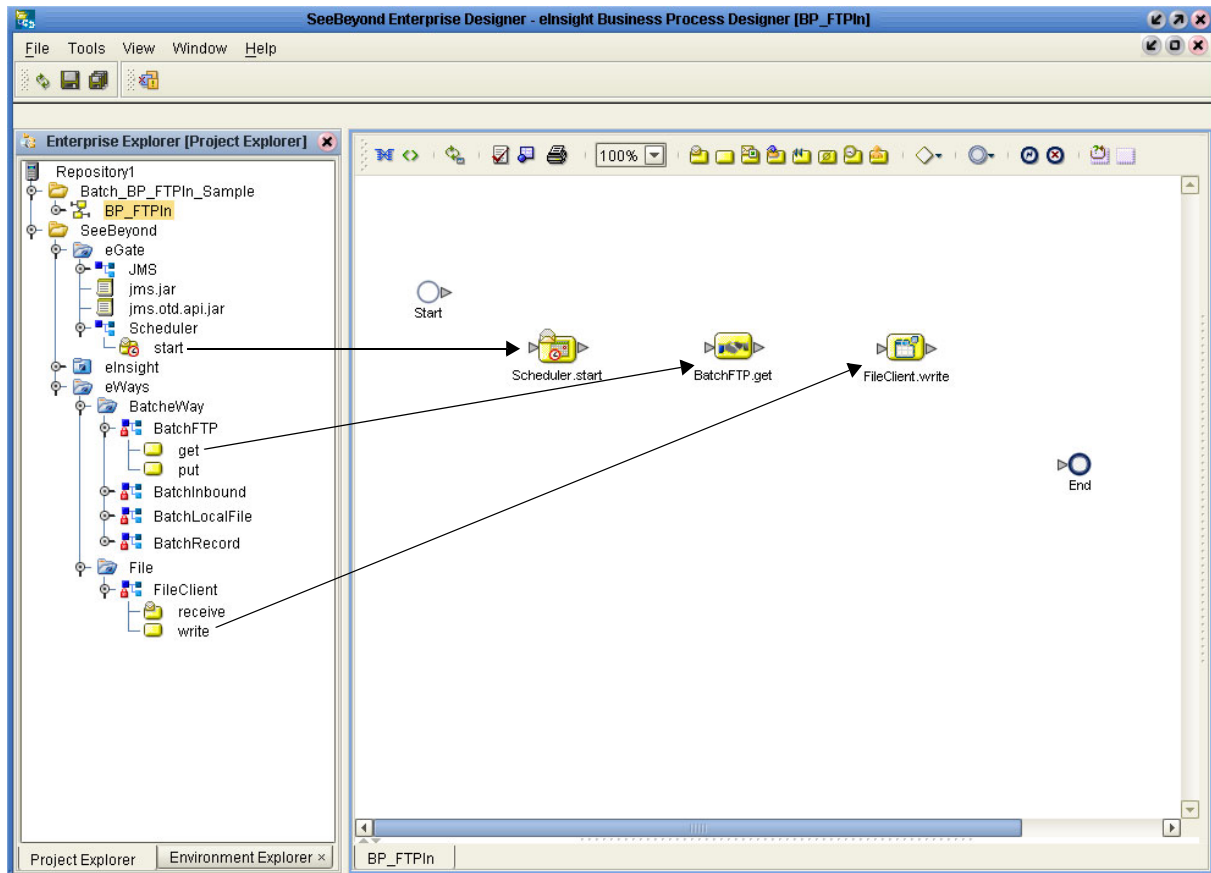 SeeBeyond Enterprise Designer - eInsight Business Process Designer [BP_FTPIn]
File Tools View Window Help
Enterprise Explorer [Project Explorer]
100%
Repository1
Batch_BP_FTPIn_Sample
BP_FTPIn
SeeBeyond
eGate
JMS
jms.jar
jms.otd.api.jar
Scheduler
start
eInsight
eWays
BatcheWay
BatchFTP
get
put
BatchInbound
BatchLocalFile
BatchRecord
File
FileClient
receive
write
Start
Scheduler.start
BatchFTP.get
FileClient.write
End
Project Explorer
Environment Explorer ×
BP_FTPIn